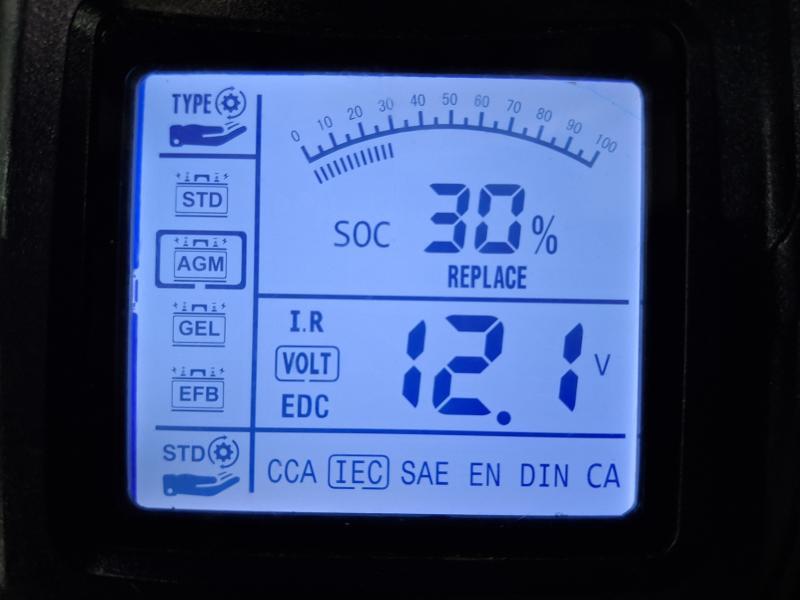 TYPE
STD
AGM
GEL
EFB
STD
0 10 20 30 40 50 60 70 80 90 100
SOC 30%
REPLACE
I.R
VOLT
EDC
12.1 V
CCA IEC SAE EN DIN CA